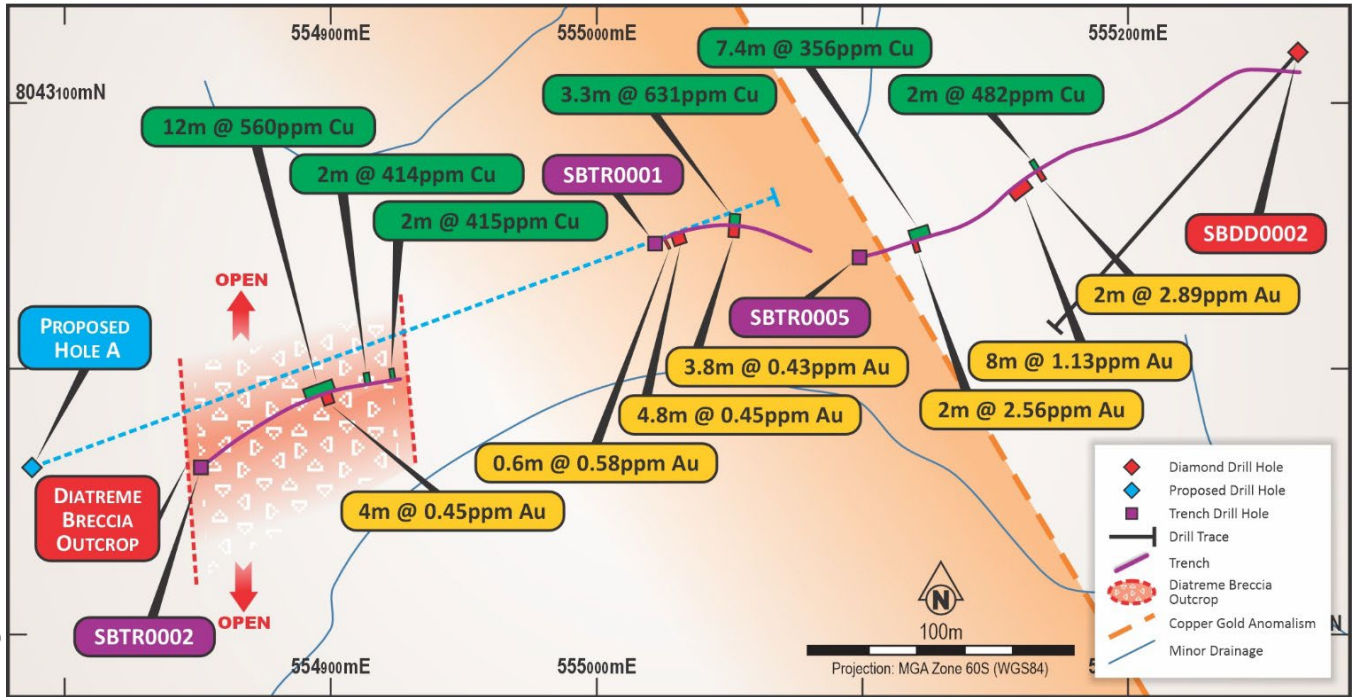 554900mE
555000mE
555200mE
8043100mN
7.4m @ 356ppm Cu
3.3m @ 631ppm Cu
2m @ 482ppm Cu
12m @ 560ppm Cu
2m @ 414ppm Cu
2m @ 415ppm Cu
SBTR0001
SBDD0002
OPEN
PROPOSED
HOLE A
SBTR0005
2m @ 2.89ppm Au
8m @ 1.13ppm Au
3.8m @ 0.43ppm Au
2m @ 2.56ppm Au
4.8m @ 0.45ppm Au
0.6m @ 0.58ppm Au
4m @ 0.45ppm Au
DIATREME
BRECCIA
OUTCROP
OPEN
SBTR0002
Diamond Drill Hole
Proposed Drill Hole
Trench Drill Hole
Drill Trace
Trench
Diatreme Breccia
Outcrop
Copper Gold Anomalism
Minor Drainage
N
100m
Projection: MGA Zone 60S (WGS84)
554900mE
555000mE
N